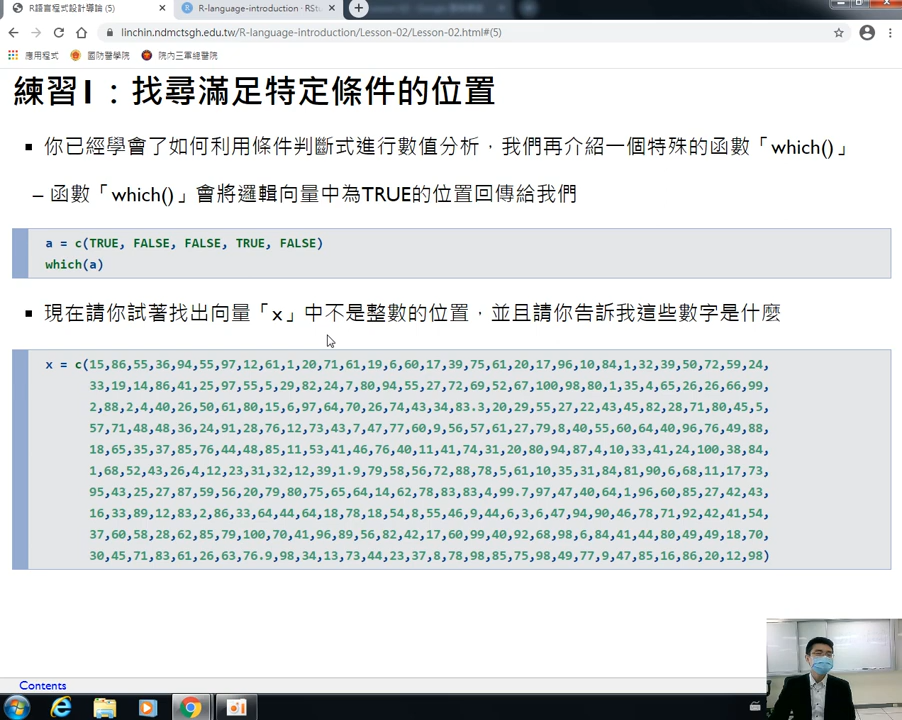 R語言程式設計導論 (5)
R-language-introduction · RStu
linchin.ndmctsgh.edu.tw/R-language-introduction/Lesson-02/Lesson-02.html#(5)
應用程式 國防醫學院 院內三軍總醫院
練習1：找尋滿足特定條件的位置
你已經學會了如何利用條件判斷式進行數值分析，我們再介紹一個特殊的函數「which()」
– 函數「which()」會將邏輯向量中為TRUE的位置回傳給我們
a = c(TRUE, FALSE, FALSE, TRUE, FALSE)
which(a)
現在請你試著找出向量「x」中不是整數的位置，並且請你告訴我這些數字是什麼
x = c(15,86,55,36,94,55,97,12,61,1,20,71,61,19,6,60,17,39,75,61,20,17,96,10,84,1,32,39,50,72,59,24,
33,19,14,86,41,25,97,55,5,29,82,24,7,80,94,55,27,72,69,52,67,100,98,80,1,35,4,65,26,26,66,99,
2,88,2,4,40,26,50,61,80,15,6,97,64,70,26,74,43,34,83.3,20,29,55,27,22,43,45,82,28,71,80,45,5,
57,71,48,48,36,24,91,28,76,12,73,43,7,47,77,60,9,56,57,61,27,79,8,40,55,60,64,40,96,76,49,88,
18,65,35,37,85,76,44,48,85,11,53,41,46,76,40,11,41,74,31,20,80,94,87,4,10,33,41,24,100,38,84,
1,68,52,43,26,4,12,23,31,32,12,39,1.9,79,58,56,72,88,78,5,61,10,35,31,84,81,90,6,68,11,17,73,
95,43,25,27,87,59,56,20,79,80,75,65,64,14,62,78,83,83,4,99.7,97,47,40,64,1,96,60,85,27,42,43,
16,33,89,12,83,2,86,33,64,44,64,18,78,18,54,8,55,46,9,44,6,3,6,47,94,90,46,78,71,92,42,41,54,
37,60,58,28,62,85,79,100,70,41,96,89,56,82,42,17,60,99,40,92,68,98,6,84,41,44,80,49,49,18,70,
30,45,71,83,61,26,63,76.9,98,34,13,73,44,23,37,8,78,98,85,75,98,49,77,9,47,85,16,86,20,12,98)
Contents